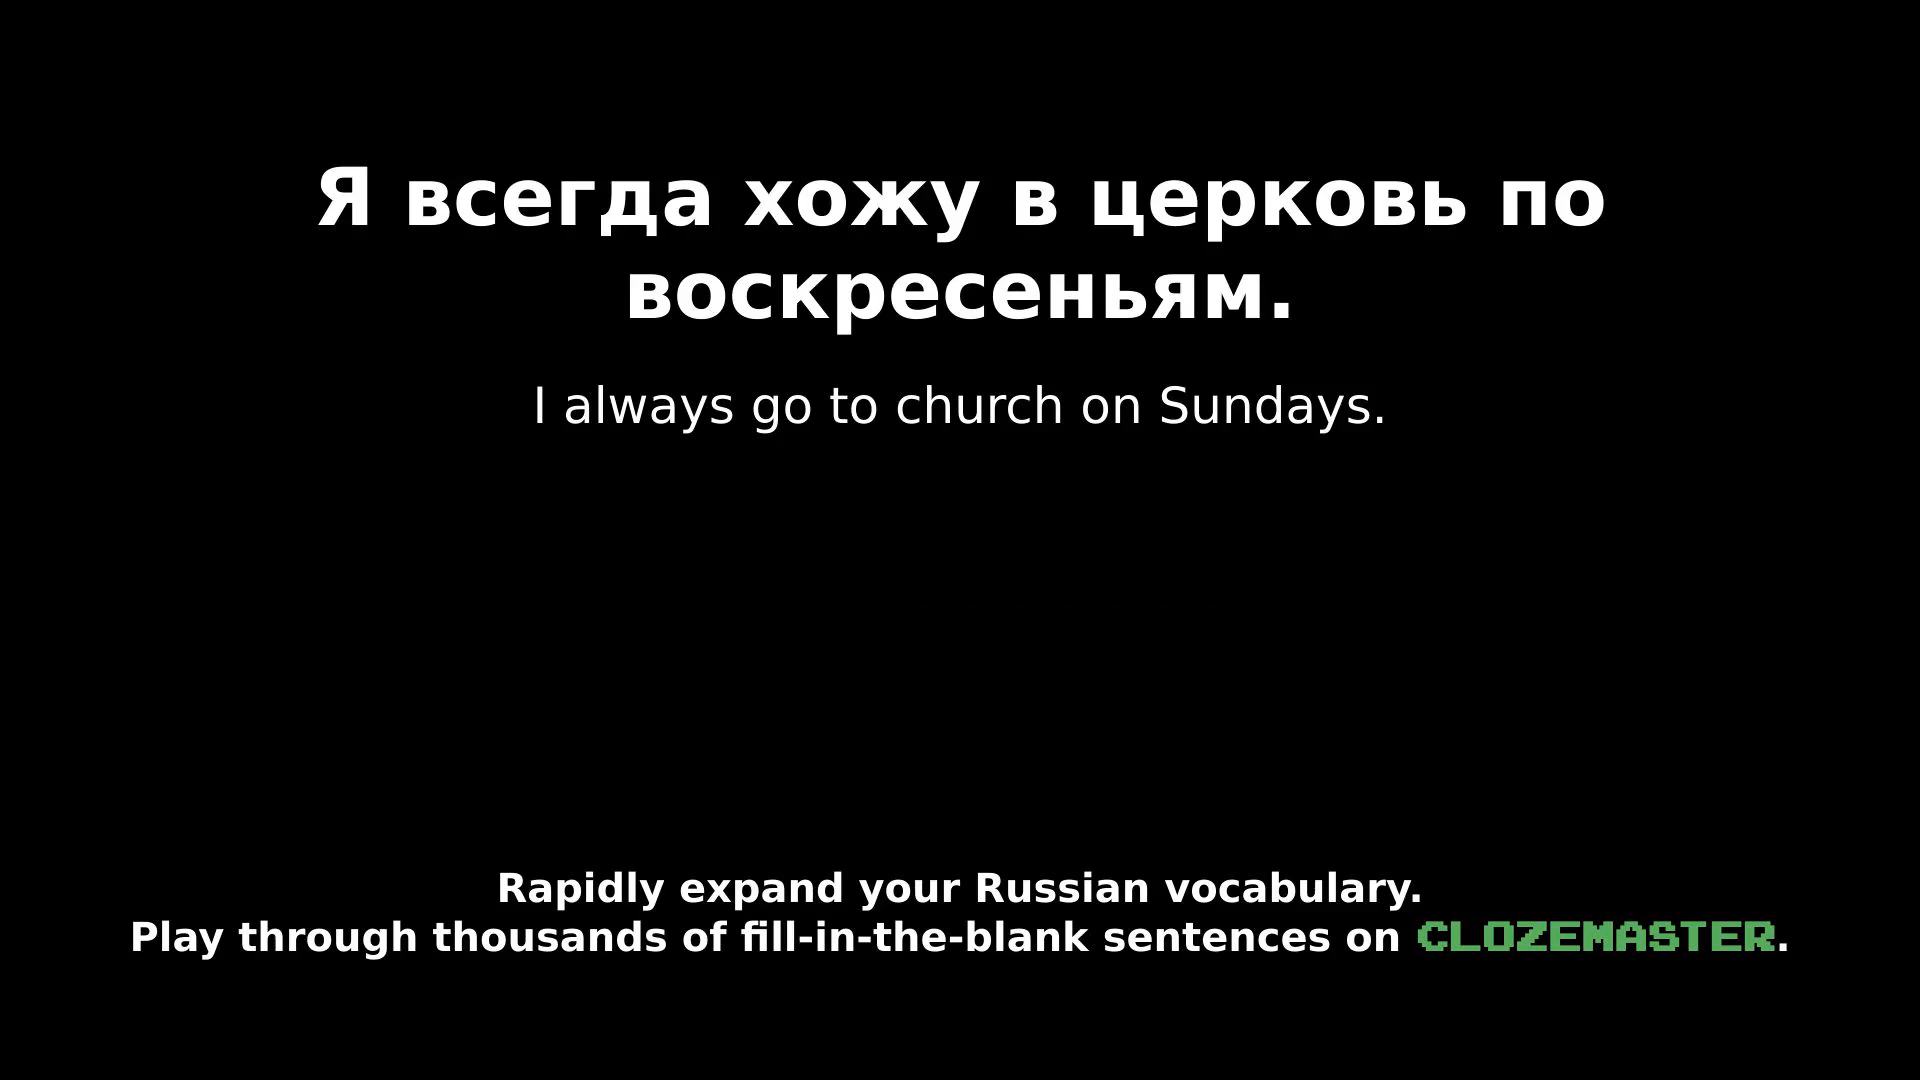 Я всегда хожу в церковь по
воскресеньям.
I always go to church on Sundays.
Rapidly expand your Russian vocabulary.
Play through thousands of fill-in-the-blank sentences on CLOZEMASTER.